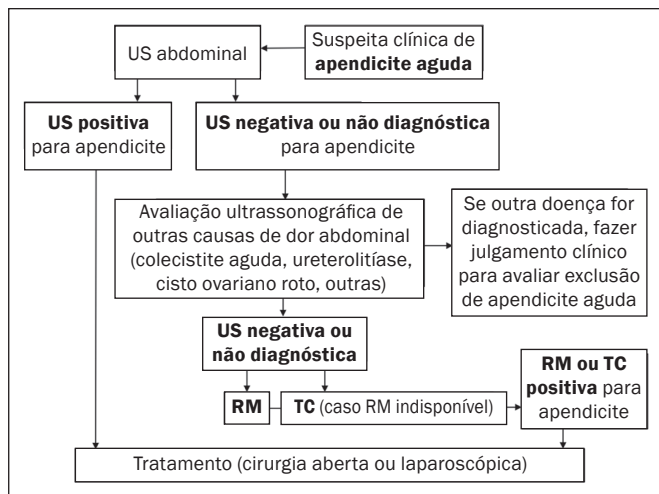 US abdominal
Suspeita clínica de
apendicite aguda
US positiva
para apendicite
US negativa ou não diagnóstica
para apendicite
Avaliação ultrassonográfica de
outras causas de dor abdominal
(colecistite aguda, ureterolitíase,
cisto ovariano roto, outras)
Se outra doença for
diagnosticada, fazer
julgamento clínico
para avaliar exclusão
de apendicite aguda
US negativa ou
não diagnóstica
RM
TC (caso RM indisponível)
RM ou TC
positiva para
apendicite
Tratamento (cirurgia aberta ou laparoscópica)